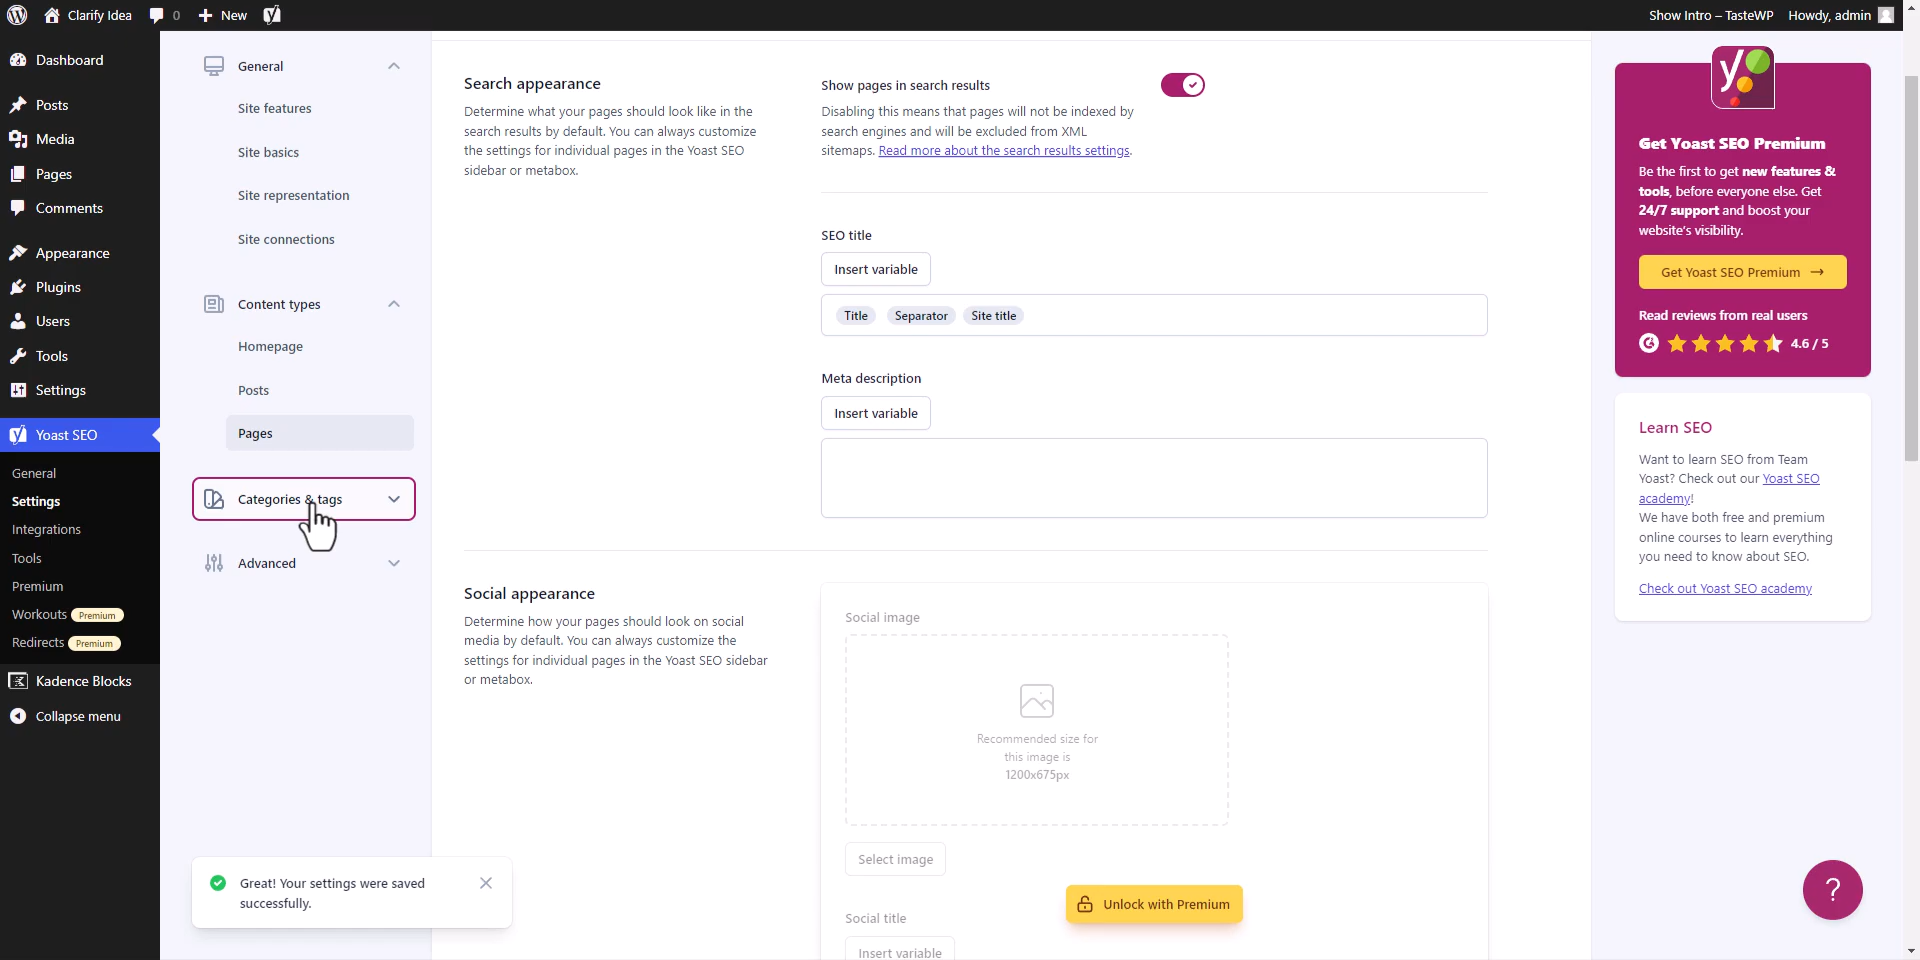 Clarify Idea
0
New
Show Intro – TasteWP
Howdy, admin
Dashboard
Posts
Media
Pages
Comments
Appearance
Plugins
Users
Tools
Settings
Yoast SEO
General
Settings
Integrations
Tools
Premium
Workouts Premium
Redirects Premium
Kadence Blocks
Collapse menu
General
Site features
Site basics
Site representation
Site connections
Content types
Homepage
Posts
Pages
Categories & tags
Advanced
Great! Your settings were saved
successfully.
Search appearance
Determine what your pages should look like in the
search results by default. You can always customize
the settings for individual pages in the Yoast SEO
sidebar or metabox.
Show pages in search results
Disabling this means that pages will not be indexed by
search engines and will be excluded from XML
sitemaps. Read more about the search results settings.
SEO title
Insert variable
Title Separator Site title
Meta description
Insert variable
Social appearance
Determine how your pages should look on social
media by default. You can always customize the
settings for individual pages in the Yoast SEO sidebar
or metabox.
Social image
Recommended size for
this image is
1200x675px
Select image
Unlock with Premium
Social title
Insert variable
Get Yoast SEO Premium
Be the first to get new features &
tools, before everyone else. Get
24/7 support and boost your
website's visibility.
Get Yoast SEO Premium →
Read reviews from real users
4.6 / 5
Learn SEO
Want to learn SEO from Team
Yoast? Check out our Yoast SEO
academy!
We have both free and premium
online courses to learn everything
you need to know about SEO.
Check out Yoast SEO academy
?